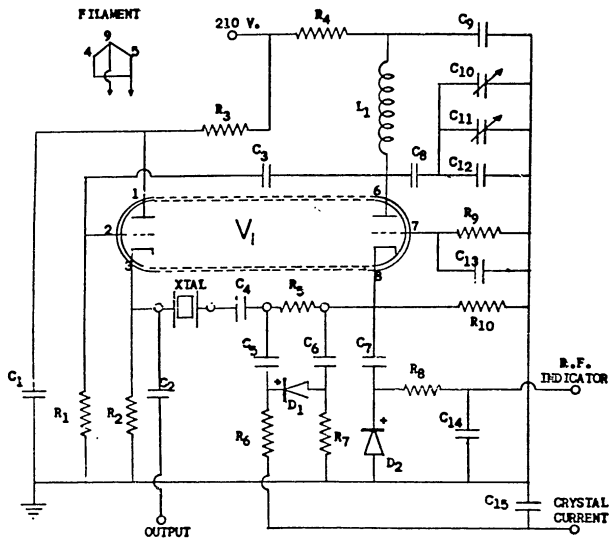 FILAMENT
9
4 5
210 V.
R4
C9
C10
C11
C12
L1
R3
C3
C8
1 6
2 V1 7
3 8
R9
C13
XTAL
C4
R5
R10
C5
C6
C7
R8
R.F.
INDICATOR
C1
R1
R2
C2
+
D1
+
D2
R6
R7
C14
C15
OUTPUT
CRYSTAL
CURRENT